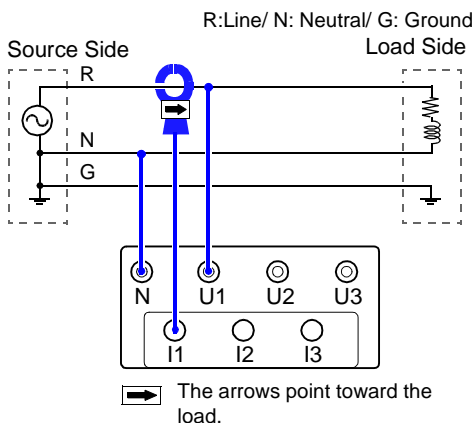 R:Line/ N: Neutral/ G: Ground
Source Side
Load Side
R
N
G
N
U1
U2
U3
I1
I2
I3
The arrows point toward the
load.